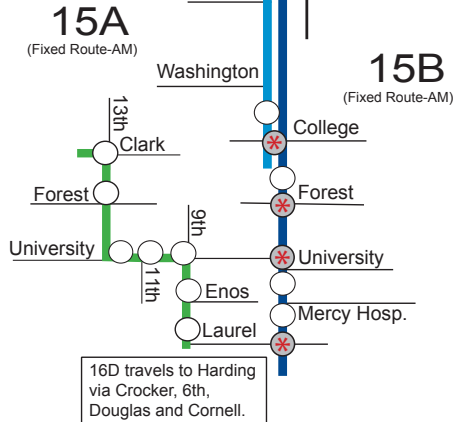 15A
(Fixed Route-AM)
15B
(Fixed Route-AM)
Washington
College
13th
Clark
Forest
Forest
9th
University
11th
University
Enos
Mercy Hosp.
Laurel
16D travels to Harding
via Crocker, 6th,
Douglas and Cornell.